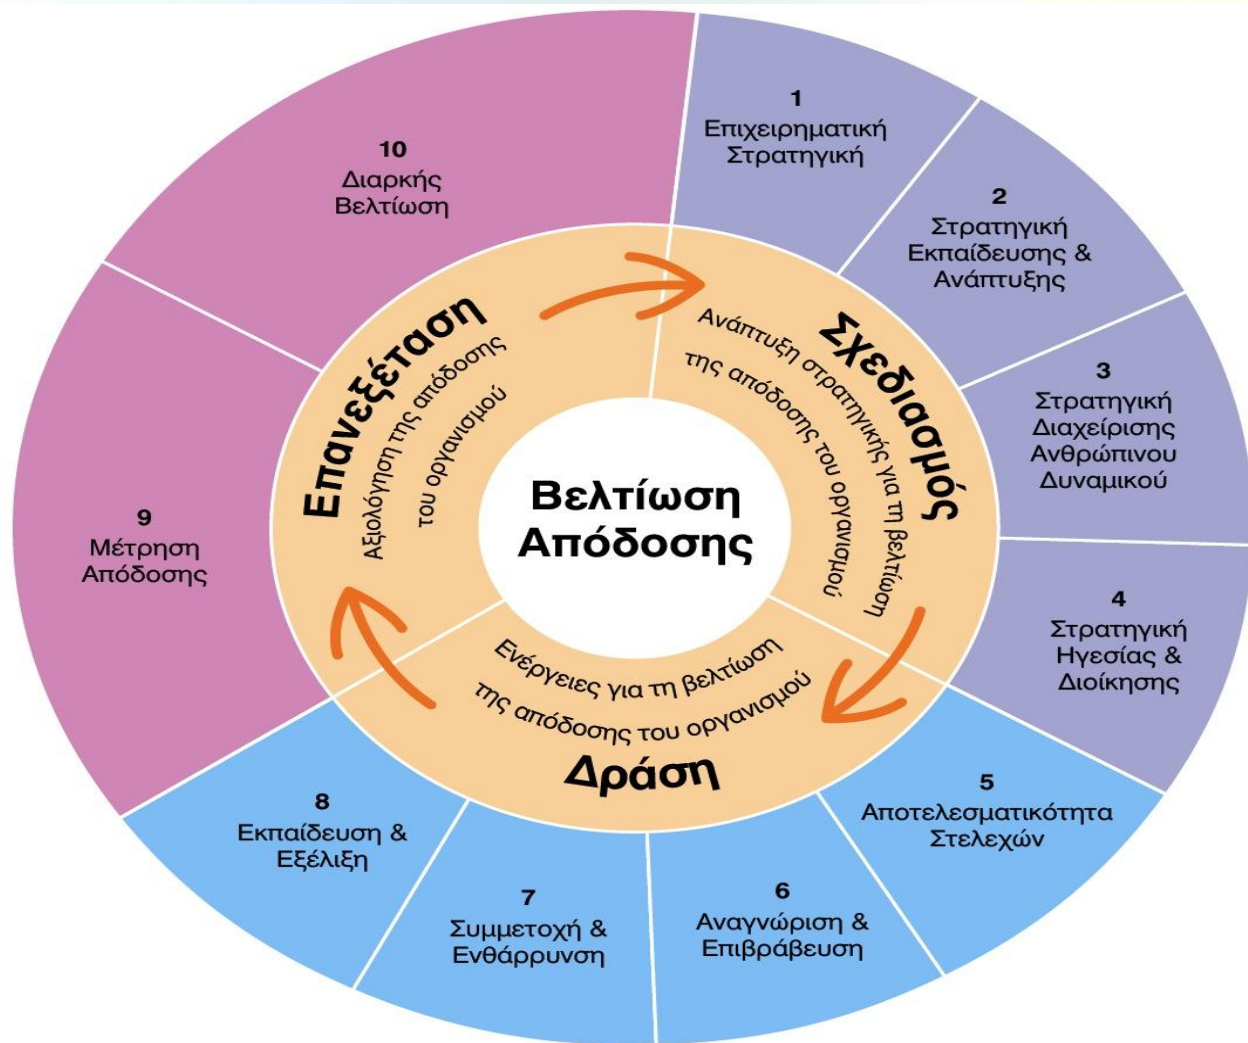 Βελτίωση
Απόδοσης
Σχεδιασμός
Ανάπτυξη στρατηγικής για τη βελτίωση
της απόδοσης του οργανισμού
Δράση
Ενέργειες για τη βελτίωση
της απόδοσης του οργανισμού
Επανεξέταση
Αξιολόγηση της απόδοσης
του οργανισμού
1
Επιχειρηματική
Στρατηγική
2
Στρατηγική
Εκπαίδευσης &
Ανάπτυξης
3
Στρατηγική
Διαχείρισης
Ανθρώπινου
Δυναμικού
4
Στρατηγική
Ηγεσίας &
Διοίκησης
5
Αποτελεσματικότητα
Στελεχών
6
Αναγνώριση &
Επιβράβευση
7
Συμμετοχή &
Ενθάρρυνση
8
Εκπαίδευση &
Εξέλιξη
9
Μέτρηση
Απόδοσης
10
Διαρκής
Βελτίωση